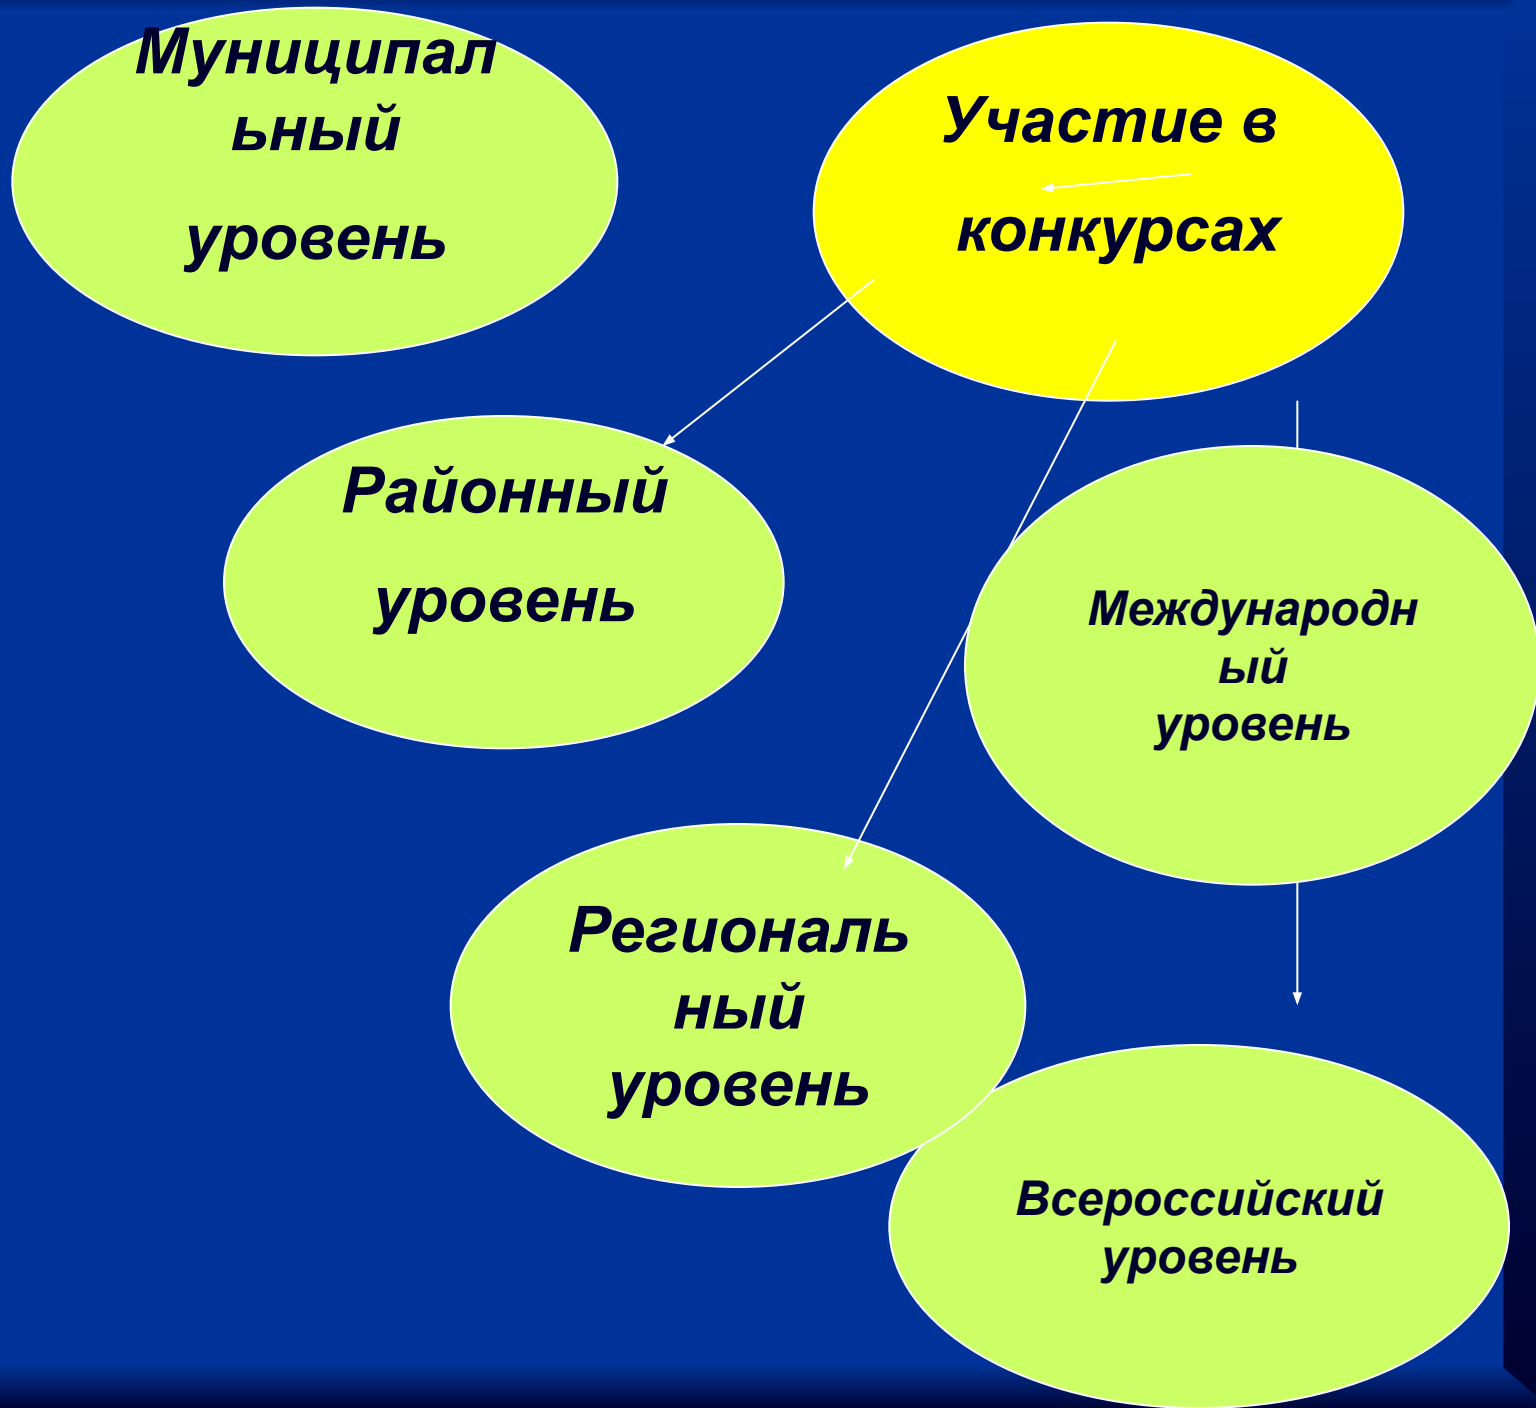 Муниципал
ьный
уровень
Участие в
конкурсах
Районный
уровень
Международн
ый
уровень
Региональ
ный
уровень
Всероссийский
уровень